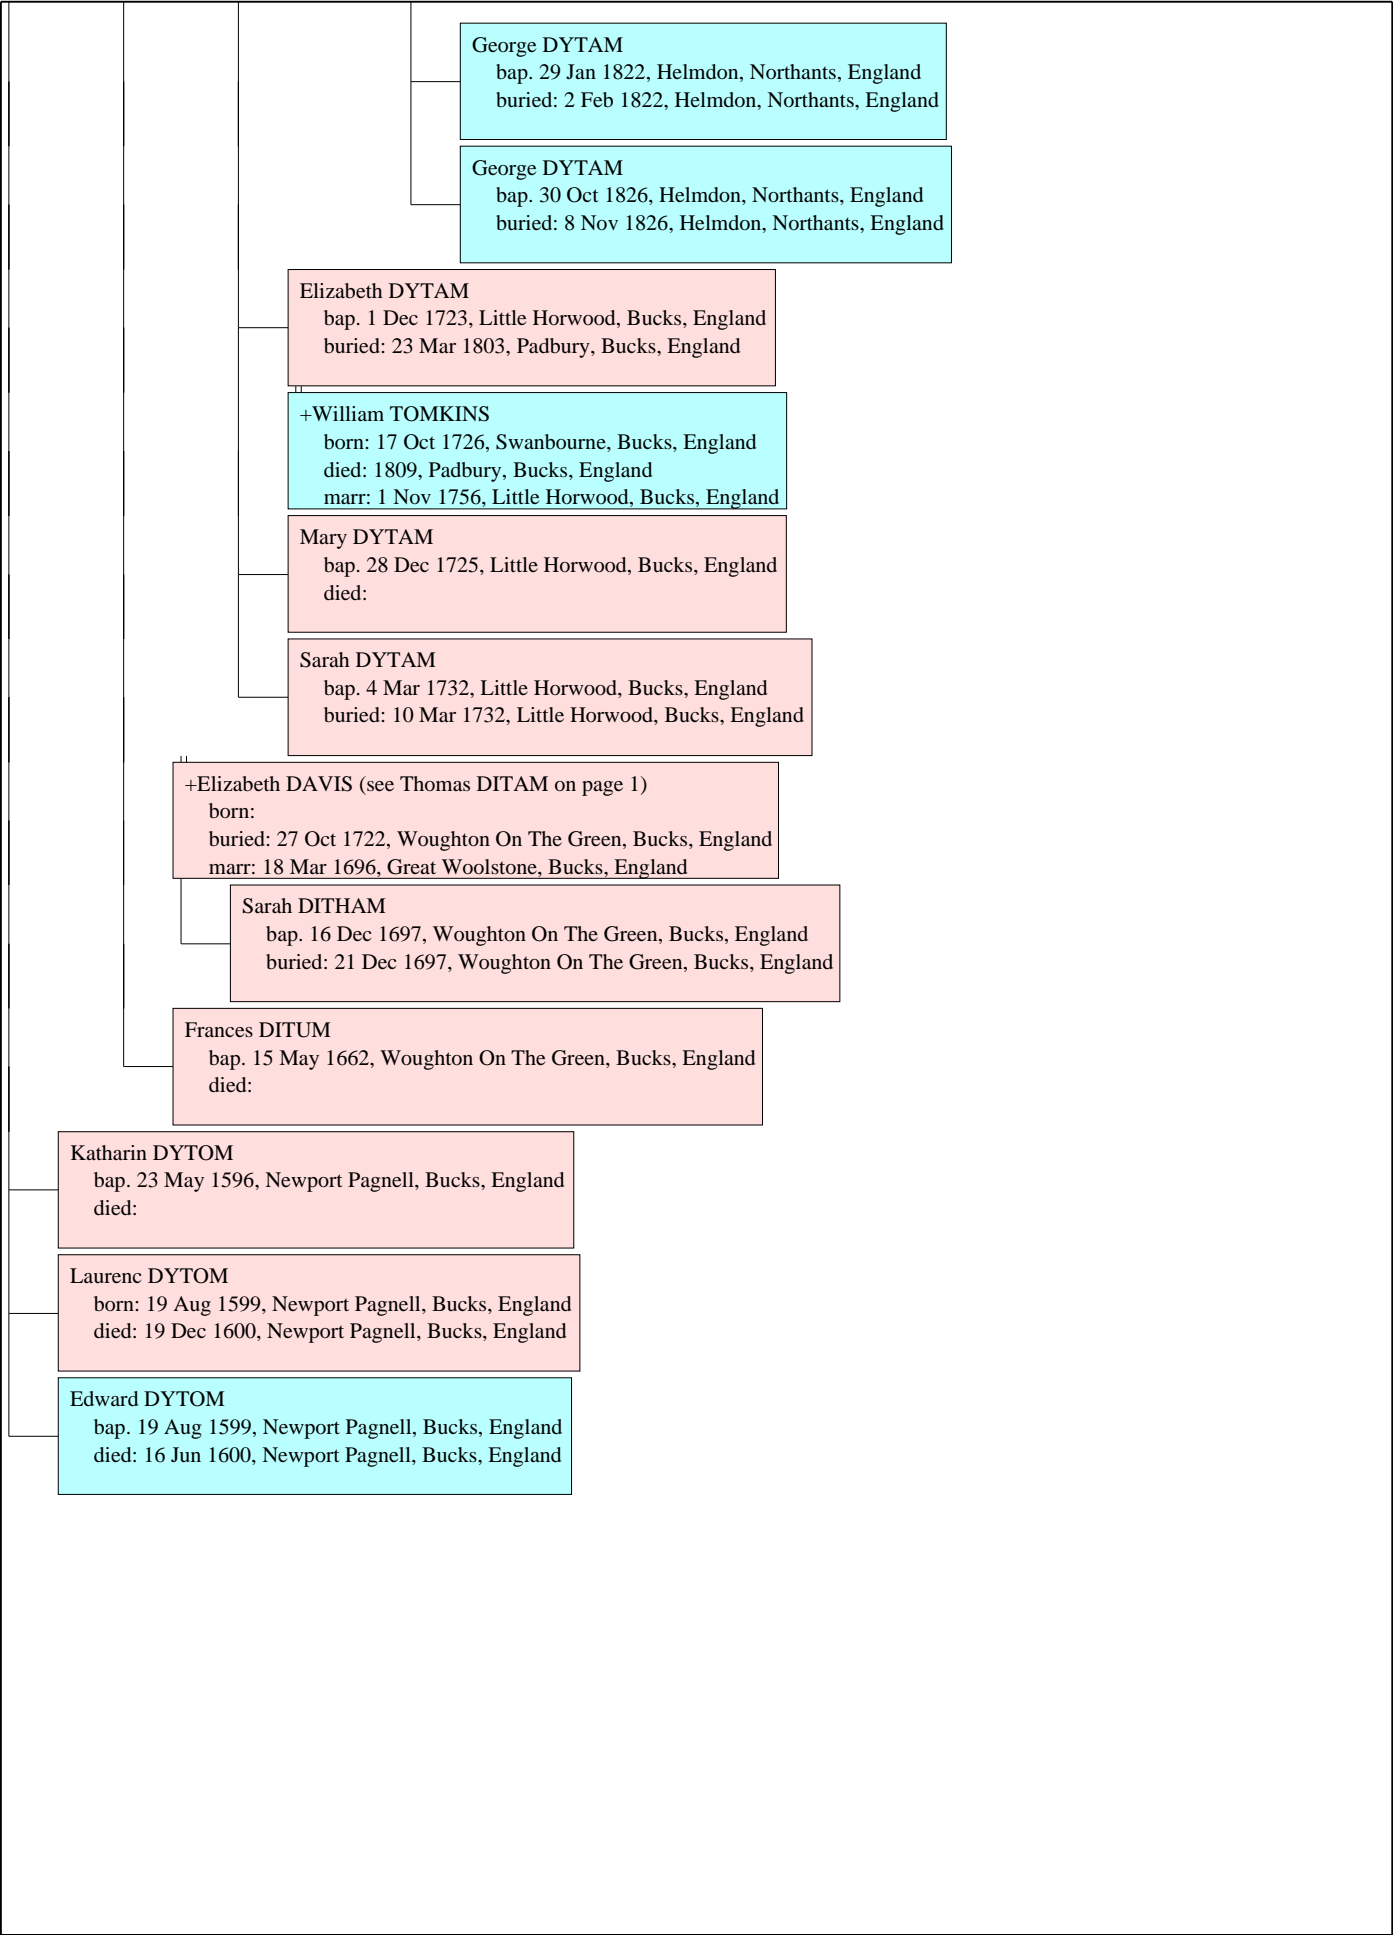 George DYTAM
bap. 29 Jan 1822, Helmdon, Northants, England
buried: 2 Feb 1822, Helmdon, Northants, England
George DYTAM
bap. 30 Oct 1826, Helmdon, Northants, England
buried: 8 Nov 1826, Helmdon, Northants, England
Elizabeth DYTAM
bap. 1 Dec 1723, Little Horwood, Bucks, England
buried: 23 Mar 1803, Padbury, Bucks, England
+William TOMKINS
born: 17 Oct 1726, Swanbourne, Bucks, England
died: 1809, Padbury, Bucks, England
marr: 1 Nov 1756, Little Horwood, Bucks, England
Mary DYTAM
bap. 28 Dec 1725, Little Horwood, Bucks, England
died:
Sarah DYTAM
bap. 4 Mar 1732, Little Horwood, Bucks, England
buried: 10 Mar 1732, Little Horwood, Bucks, England
+Elizabeth DAVIS (see Thomas DITAM on page 1)
born:
buried: 27 Oct 1722, Woughton On The Green, Bucks, England
marr: 18 Mar 1696, Great Woolstone, Bucks, England
Sarah DITHAM
bap. 16 Dec 1697, Woughton On The Green, Bucks, England
buried: 21 Dec 1697, Woughton On The Green, Bucks, England
Frances DITUM
bap. 15 May 1662, Woughton On The Green, Bucks, England
died:
Katharin DYTOM
bap. 23 May 1596, Newport Pagnell, Bucks, England
died:
Laurenc DYTOM
born: 19 Aug 1599, Newport Pagnell, Bucks, England
died: 19 Dec 1600, Newport Pagnell, Bucks, England
Edward DYTOM
bap. 19 Aug 1599, Newport Pagnell, Bucks, England
died: 16 Jun 1600, Newport Pagnell, Bucks, England